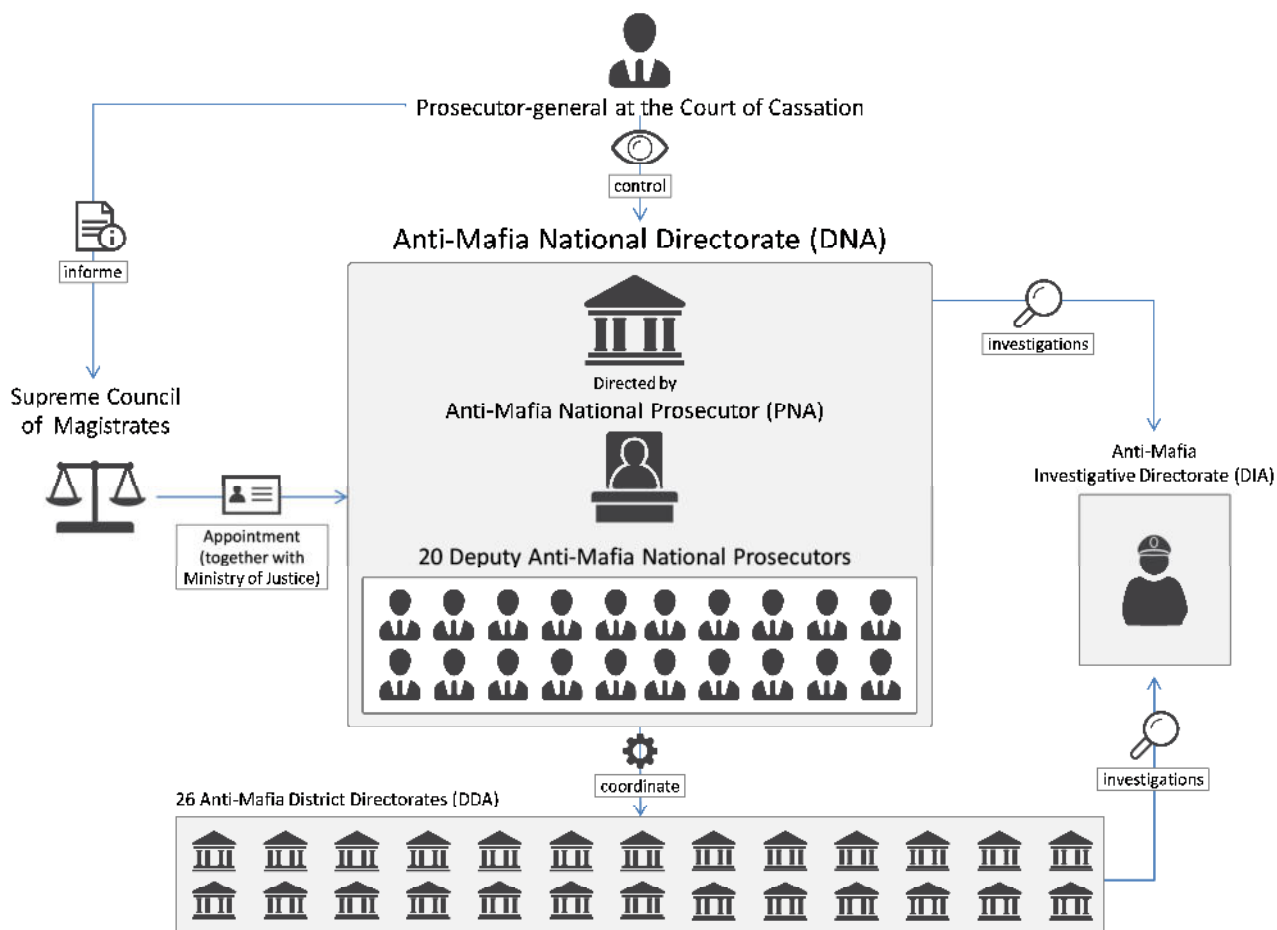 Prosecutor-general at the Court of Cassation
control
informe
Anti-Mafia National Directorate (DNA)
investigations
Directed by
Anti-Mafia National Prosecutor (PNA)
Supreme Council
of Magistrates
Appointment
(together with
Ministry of Justice)
Anti-Mafia
Investigative Directorate (DIA)
20 Deputy Anti-Mafia National Prosecutors
coordinate
investigations
26 Anti-Mafia District Directorates (DDA)